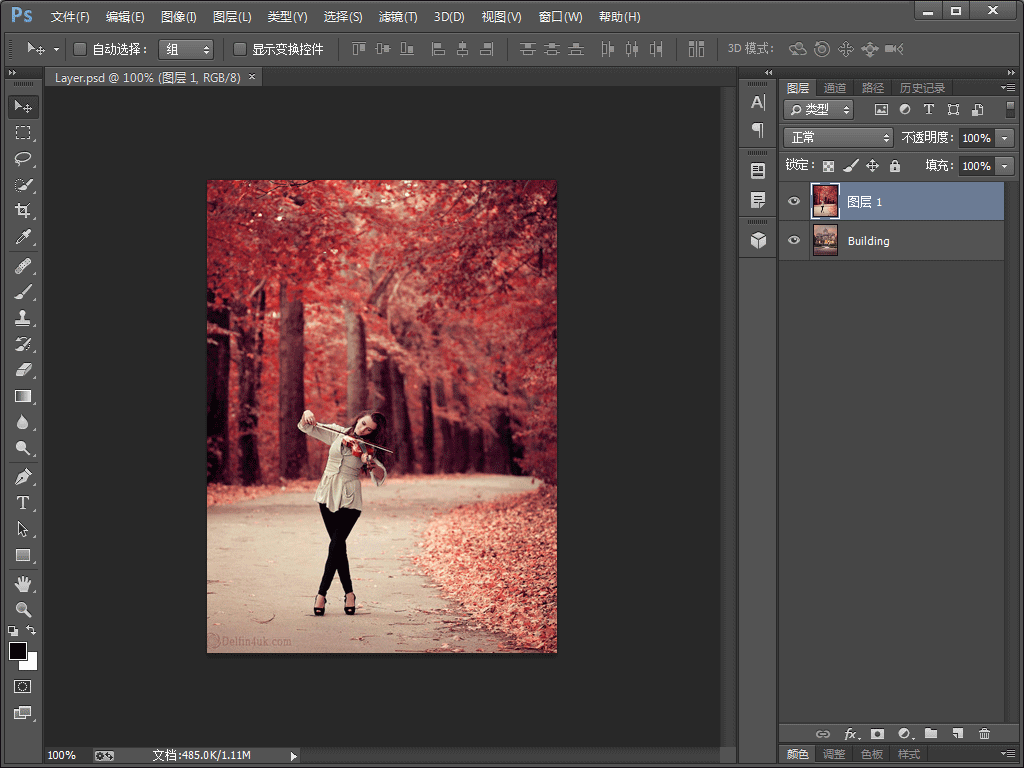 Ps 文件(F) 编辑(E) 图像(I) 图层(L) 类型(Y) 选择(S) 滤镜(T) 3D(D) 视图(V) 窗口(W) 帮助(H)
自动选择： 组 显示变换控件 3D 模式：
Layer.psd @ 100% (图层 1, RGB/8) ×
图层 通道 路径 历史记录
类型
正常 不透明度： 100%
锁定： 填充： 100%
图层 1
Building
Delfin4uk.com
100% 文档:485.0K/1.11M
颜色 调整 色板 样式